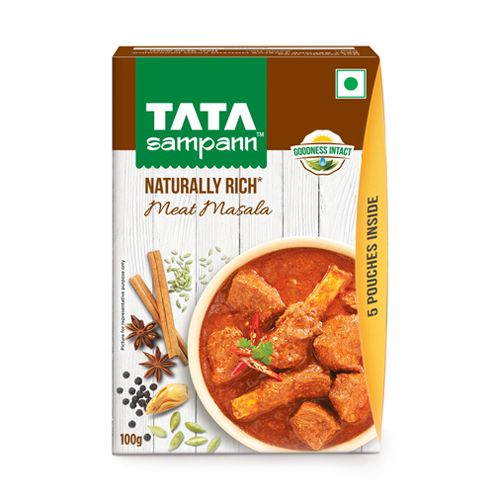 TATA
sampann™
GOODNESS INTACT
NATURALLY RICH*
Meat Masala
5 POUCHES INSIDE
Picture for representative purpose only
100g